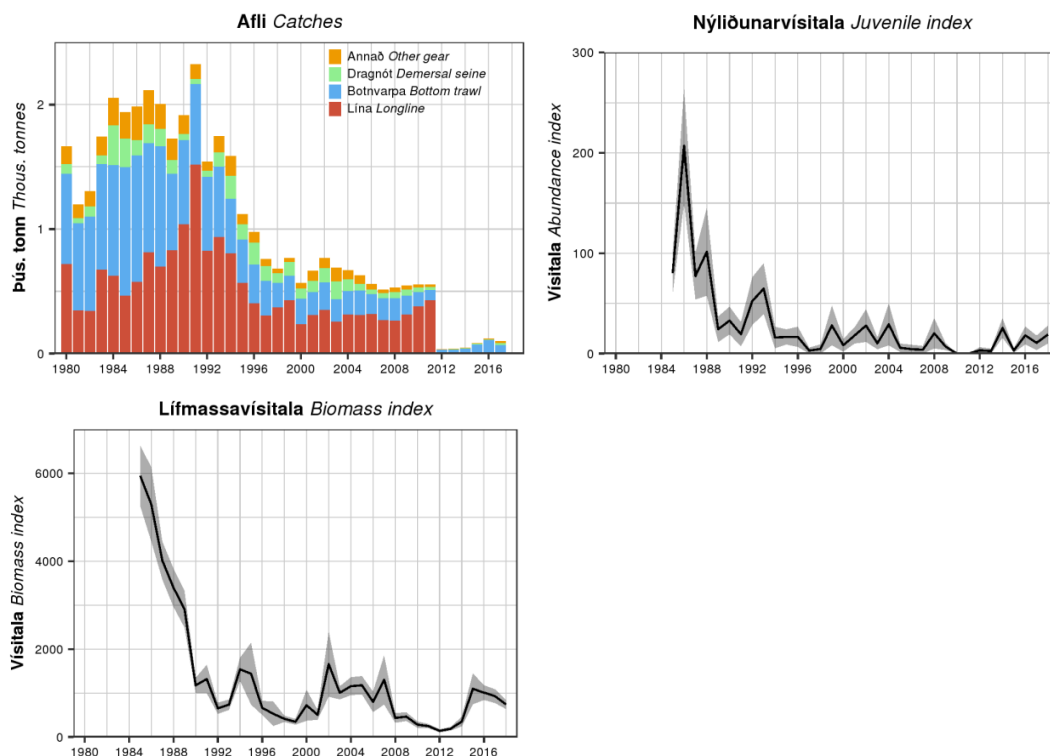 Afli Catches
Þús. tonn Thous. tonnes
2
1
0
Annað Other gear
Dragnót Demersal seine
Botnvarpa Bottom trawl
Lína Longline
1980 1984 1988 1992 1996 2000 2004 2008 2012 2016
Nýliðunarvísitala Juvenile index
Vísitala Abundance index
300
200
100
0
1980 1984 1988 1992 1996 2000 2004 2008 2012 2016
Lífmassavísitala Biomass index
Vísitala Biomass index
6000
4000
2000
0
1980 1984 1988 1992 1996 2000 2004 2008 2012 2016